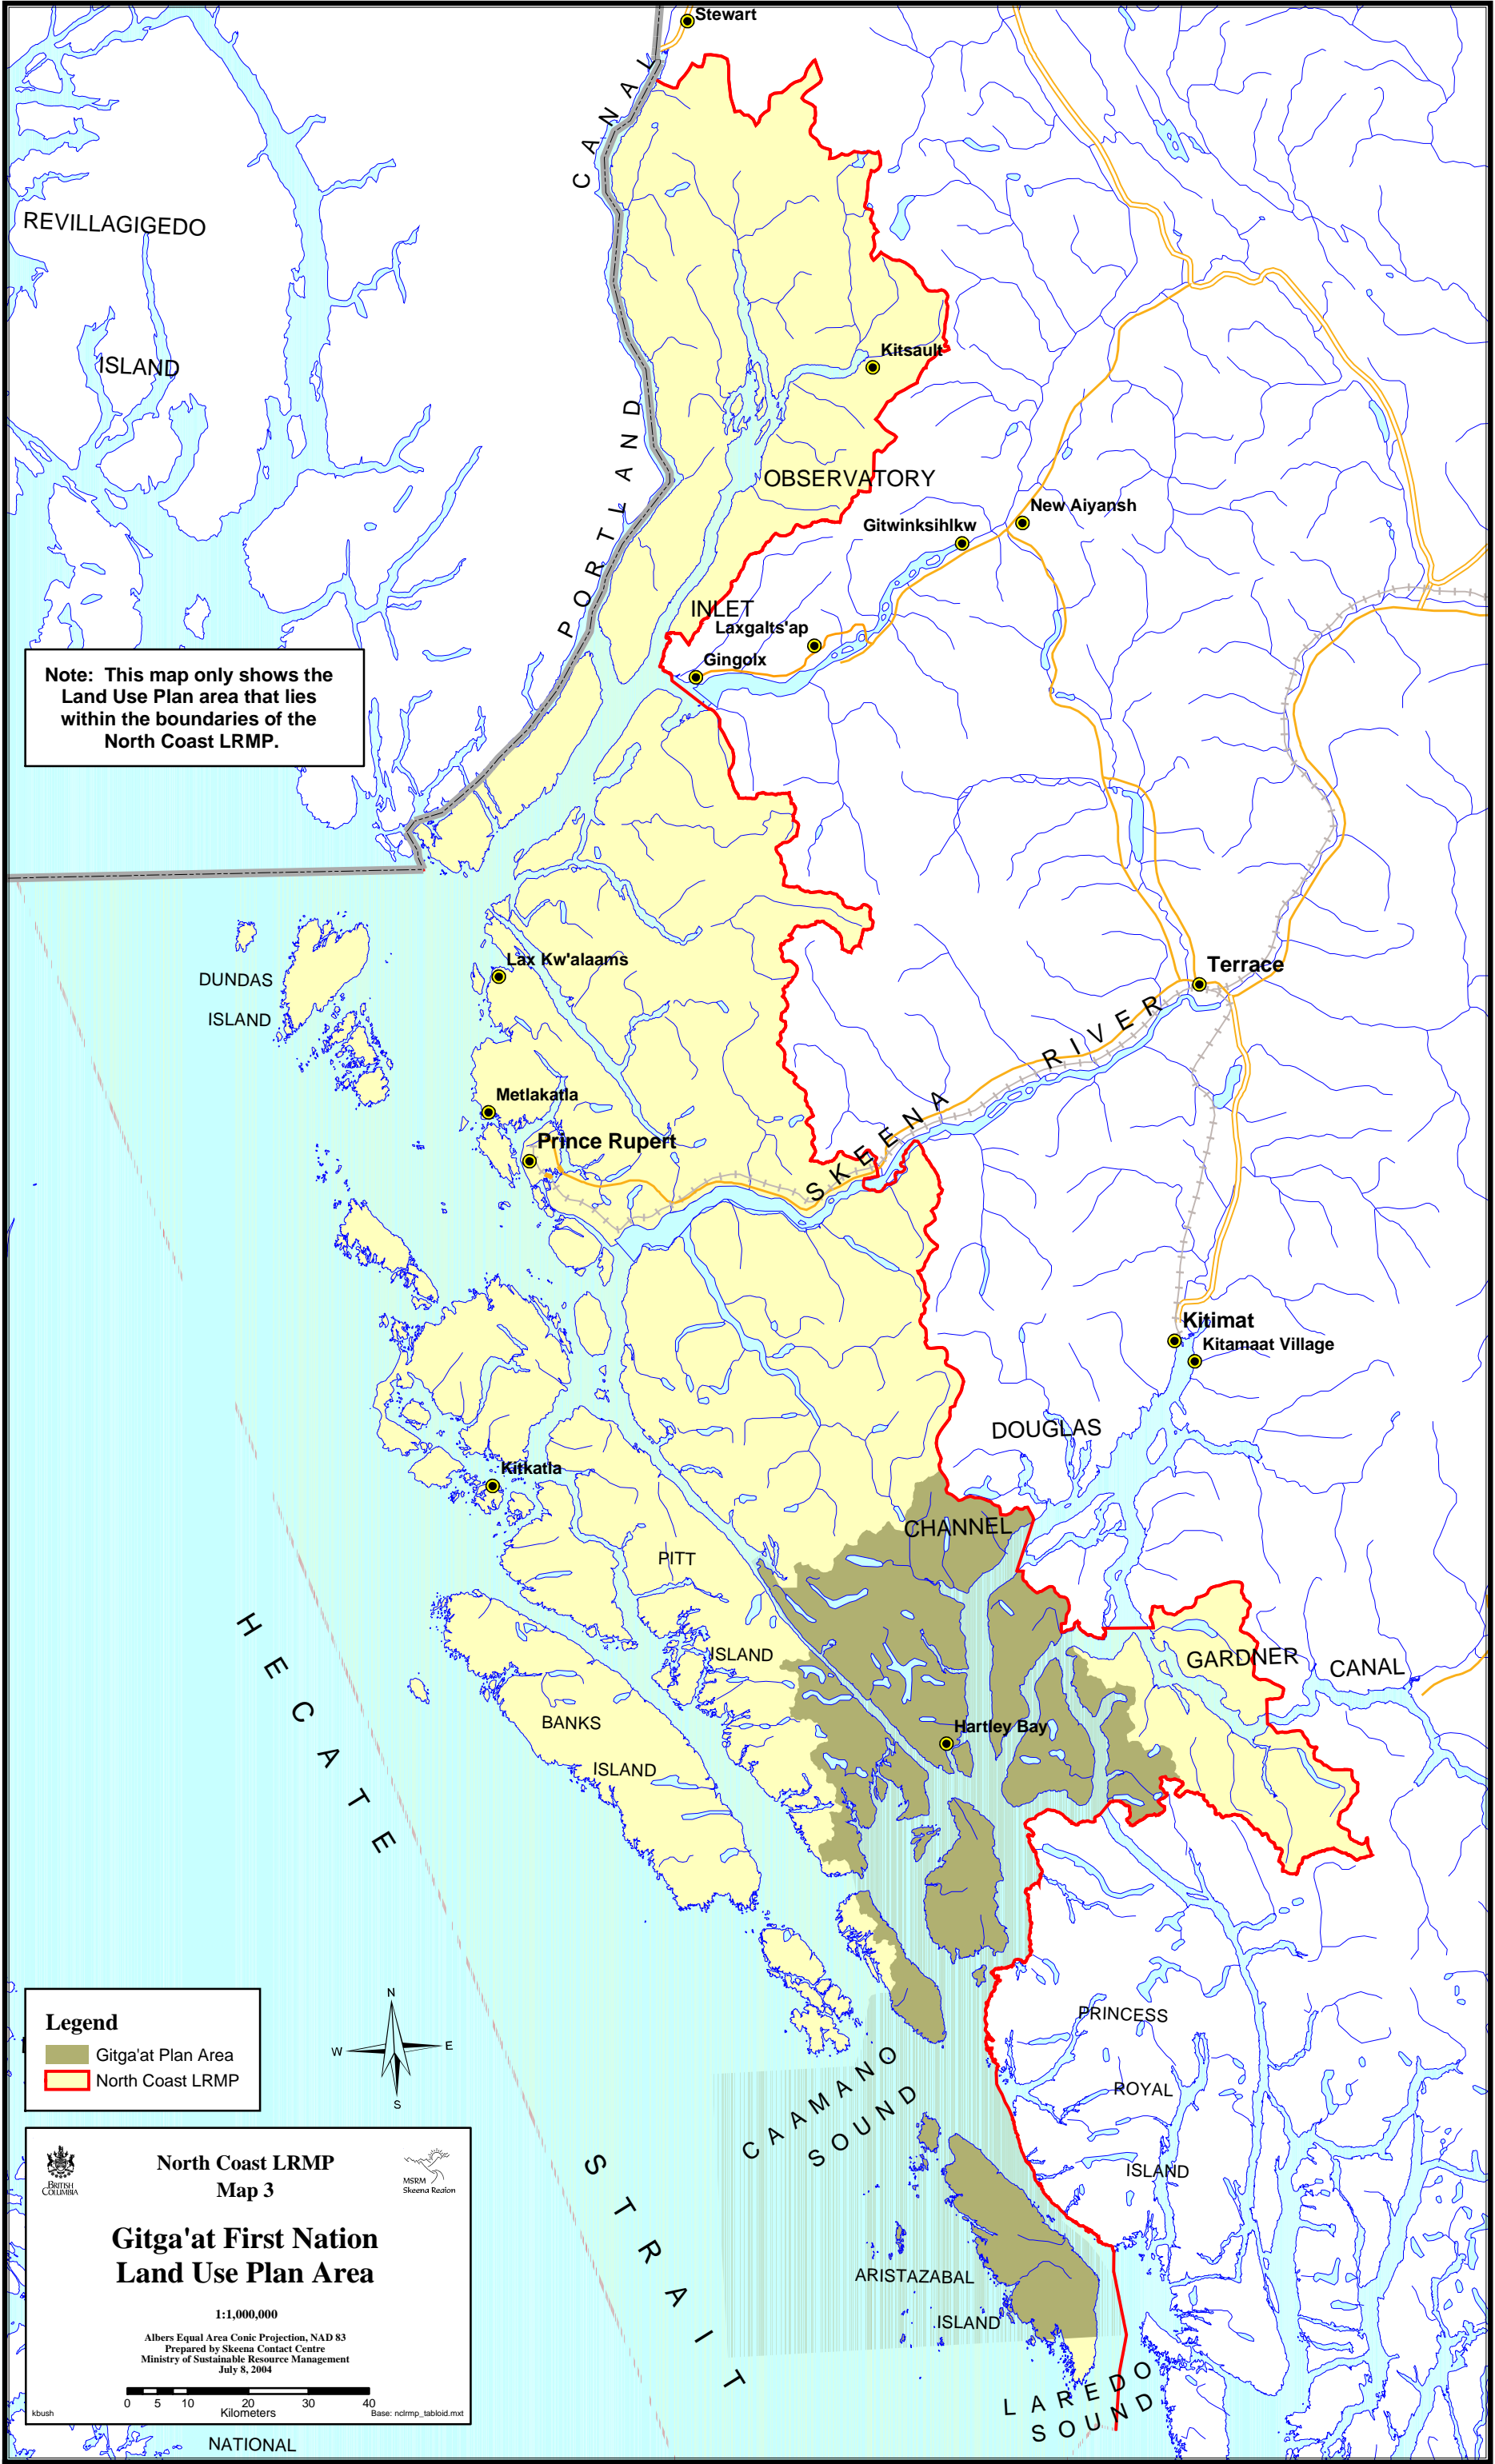 Stewart
CANAL
REVILLAGIGEDO
ISLAND
Kitsault
PORTLAND
OBSERVATORY
New Aiyansh
Gitwinksihlkw
INLET
Laxgalts'ap
Gingolx
Note: This map only shows the
Land Use Plan area that lies
within the boundaries of the
North Coast LRMP.
DUNDAS
ISLAND
Lax Kw'alaams
Terrace
SKEENA RIVER
Metlakatla
Prince Rupert
Kitimat
Kitamaat Village
DOUGLAS
Kitkatla
CHANNEL
PITT
ISLAND
GARDNER CANAL
BANKS
ISLAND
Hartley Bay
HECATE
STRAIT
PRINCESS
ROYAL
ISLAND
CAAMANO
SOUND
ARISTAZABAL
ISLAND
LAREDO
SOUND
Legend
Gitga'at Plan Area
North Coast LRMP
N
W
E
S
BRITISH
COLUMBIA
North Coast LRMP
Map 3
MSRM
Skeena Region
Gitga'at First Nation
Land Use Plan Area
1:1,000,000
Albers Equal Area Conic Projection, NAD 83
Prepared by Skeena Contact Centre
Ministry of Sustainable Resource Management
July 8, 2004
0 5 10 20 30 40
Kilometers
kbush
Base: nclrmp_tabloid.mxt
NATIONAL